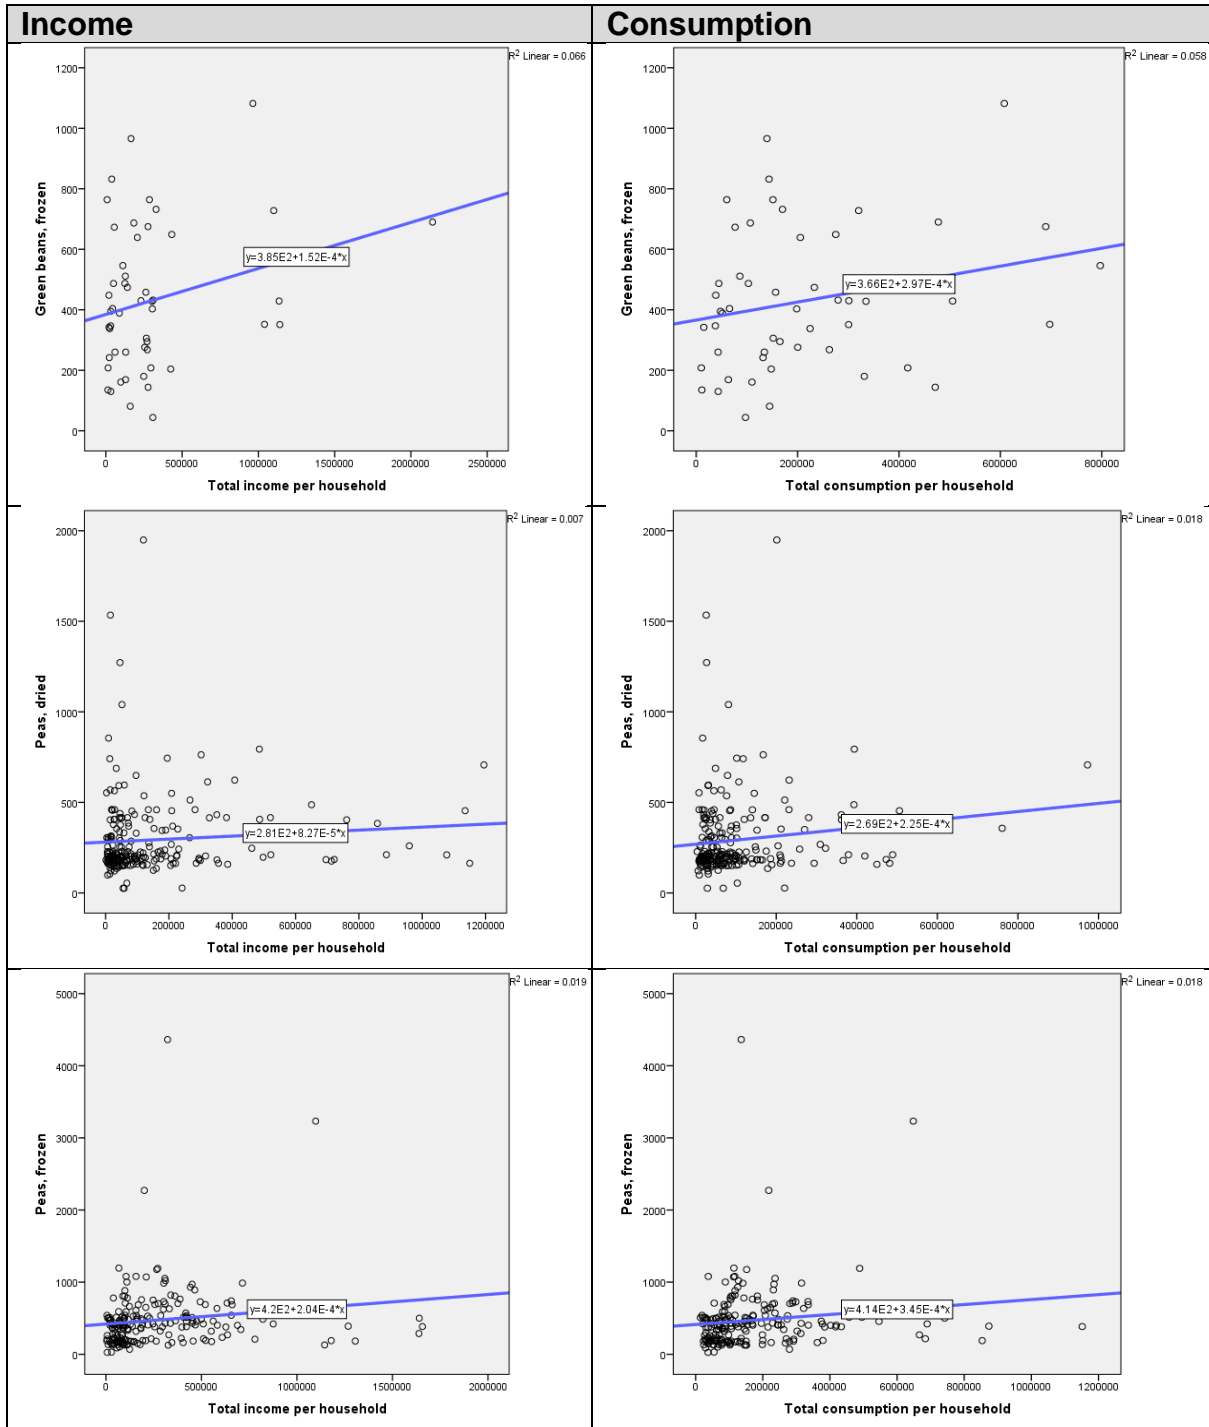 Income Consumption
R² Linear = 0.066
1200
1000
800
600
400
200
0
Green beans, frozen
y=3.85E2+1.52E-4*x
0 500000 1000000 1500000 2000000 2500000
Total income per household
R² Linear = 0.058
1200
1000
800
600
400
200
0
Green beans, frozen
y=3.66E2+2.97E-4*x
0 200000 400000 600000 800000
Total consumption per household
R² Linear = 0.007
2000
1500
1000
500
0
Peas, dried
y=2.81E2+8.27E-5*x
0 200000 400000 600000 800000 1000000 1200000
Total income per household
R² Linear = 0.018
2000
1500
1000
500
0
Peas, dried
y=2.69E2+2.25E-4*x
0 200000 400000 600000 800000 1000000
Total consumption per household
R² Linear = 0.019
5000
4000
3000
2000
1000
0
Peas, frozen
y=4.2E2+2.04E-4*x
0 500000 1000000 1500000 2000000
Total income per household
R² Linear = 0.018
5000
4000
3000
2000
1000
0
Peas, frozen
y=4.14E2+3.45E-4*x
0 200000 400000 600000 800000 1000000 1200000
Total consumption per household